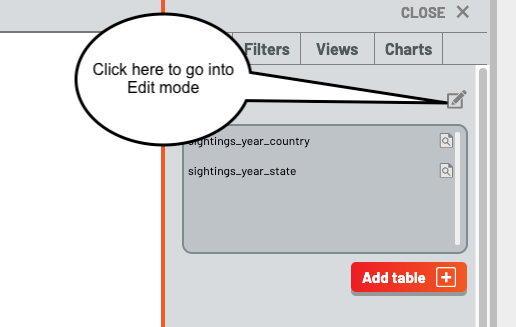 CLOSE
Filters Views Charts
Click here to go into
Edit mode
sightings_year_country
sightings_year_state
Add table